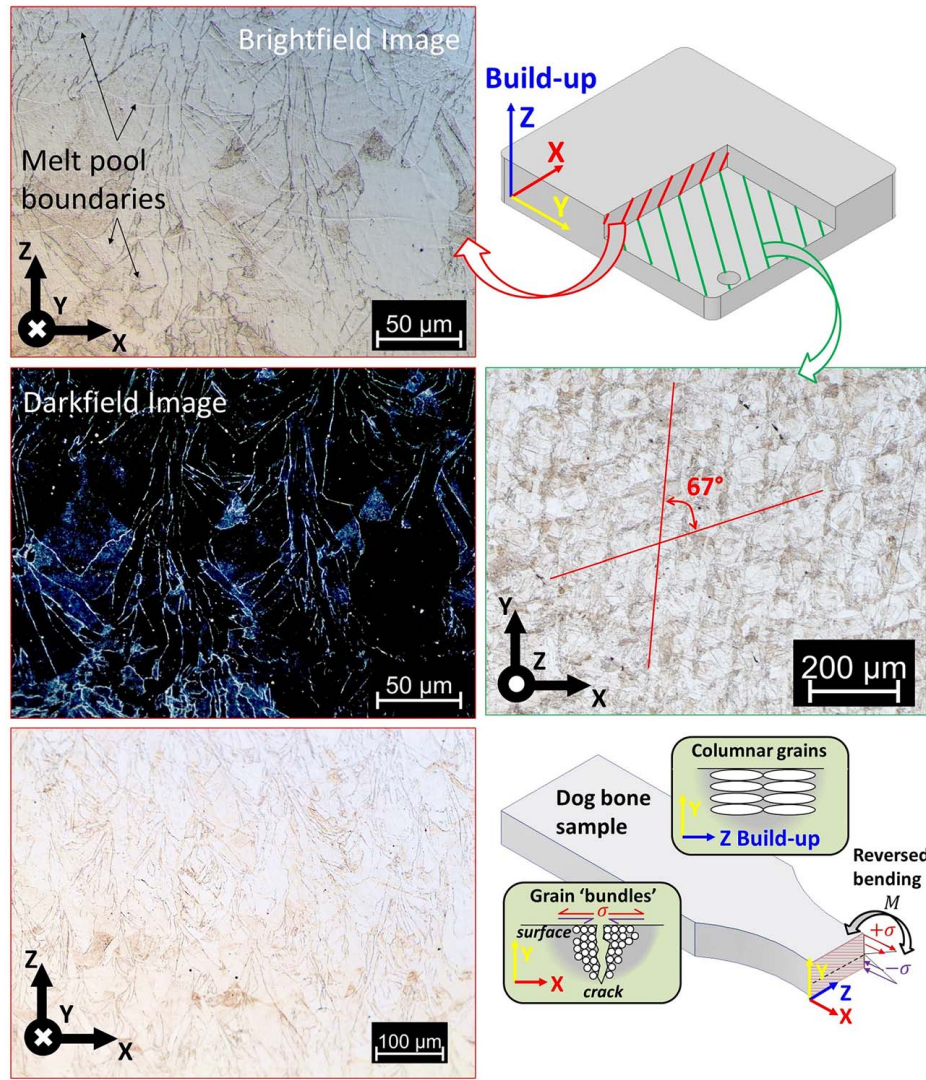 Brightfield Image
Melt pool
boundaries
Z
Y
X
50 µm
Build-up
Z
X
Y
Darkfield Image
50 µm
67°
Y
Z
X
200 µm
Z
Y
X
100 µm
Dog bone
sample
Columnar grains
Y
Z Build-up
Reversed
bending
M
+σ
−σ
Grain 'bundles'
σ
surface
Y
X
crack
Y
Z
X